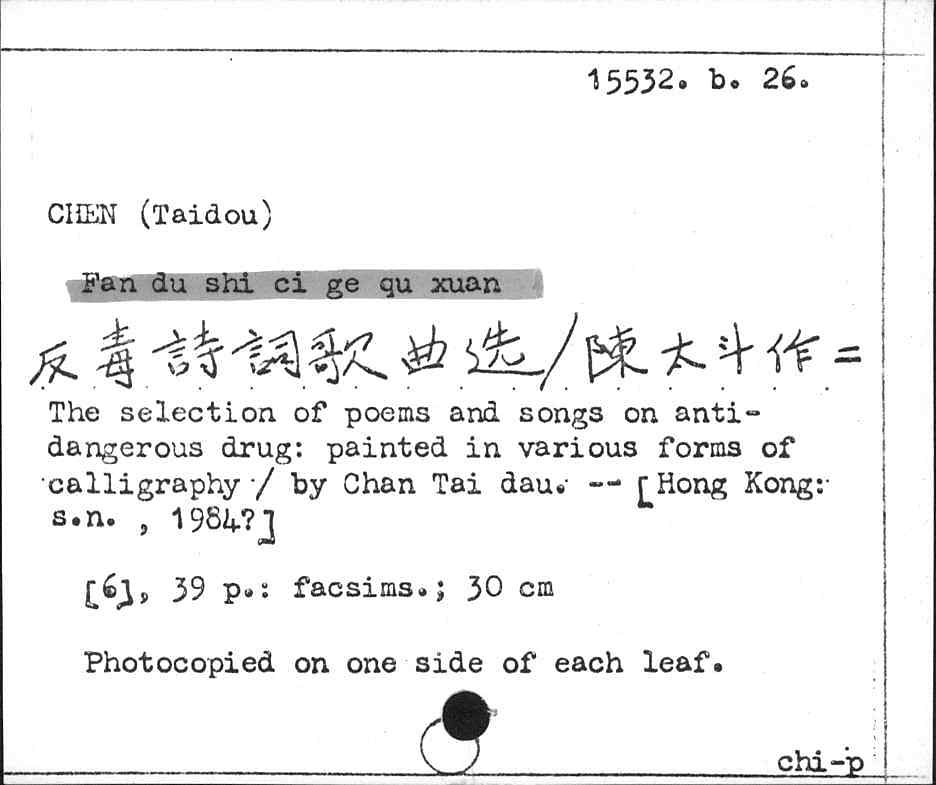 15532. b. 26.
CHEN (Taidou)
Fan du shi ci ge qu xuan
反毒詩詞歌曲选/陳太斗作=
The selection of poems and songs on anti-
dangerous drug: painted in various forms of
calligraphy / by Chan Tai dau. -- [Hong Kong:
s.n. , 1984?]
[6], 39 p.: facsims.; 30 cm
Photocopied on one side of each leaf.
chi-p